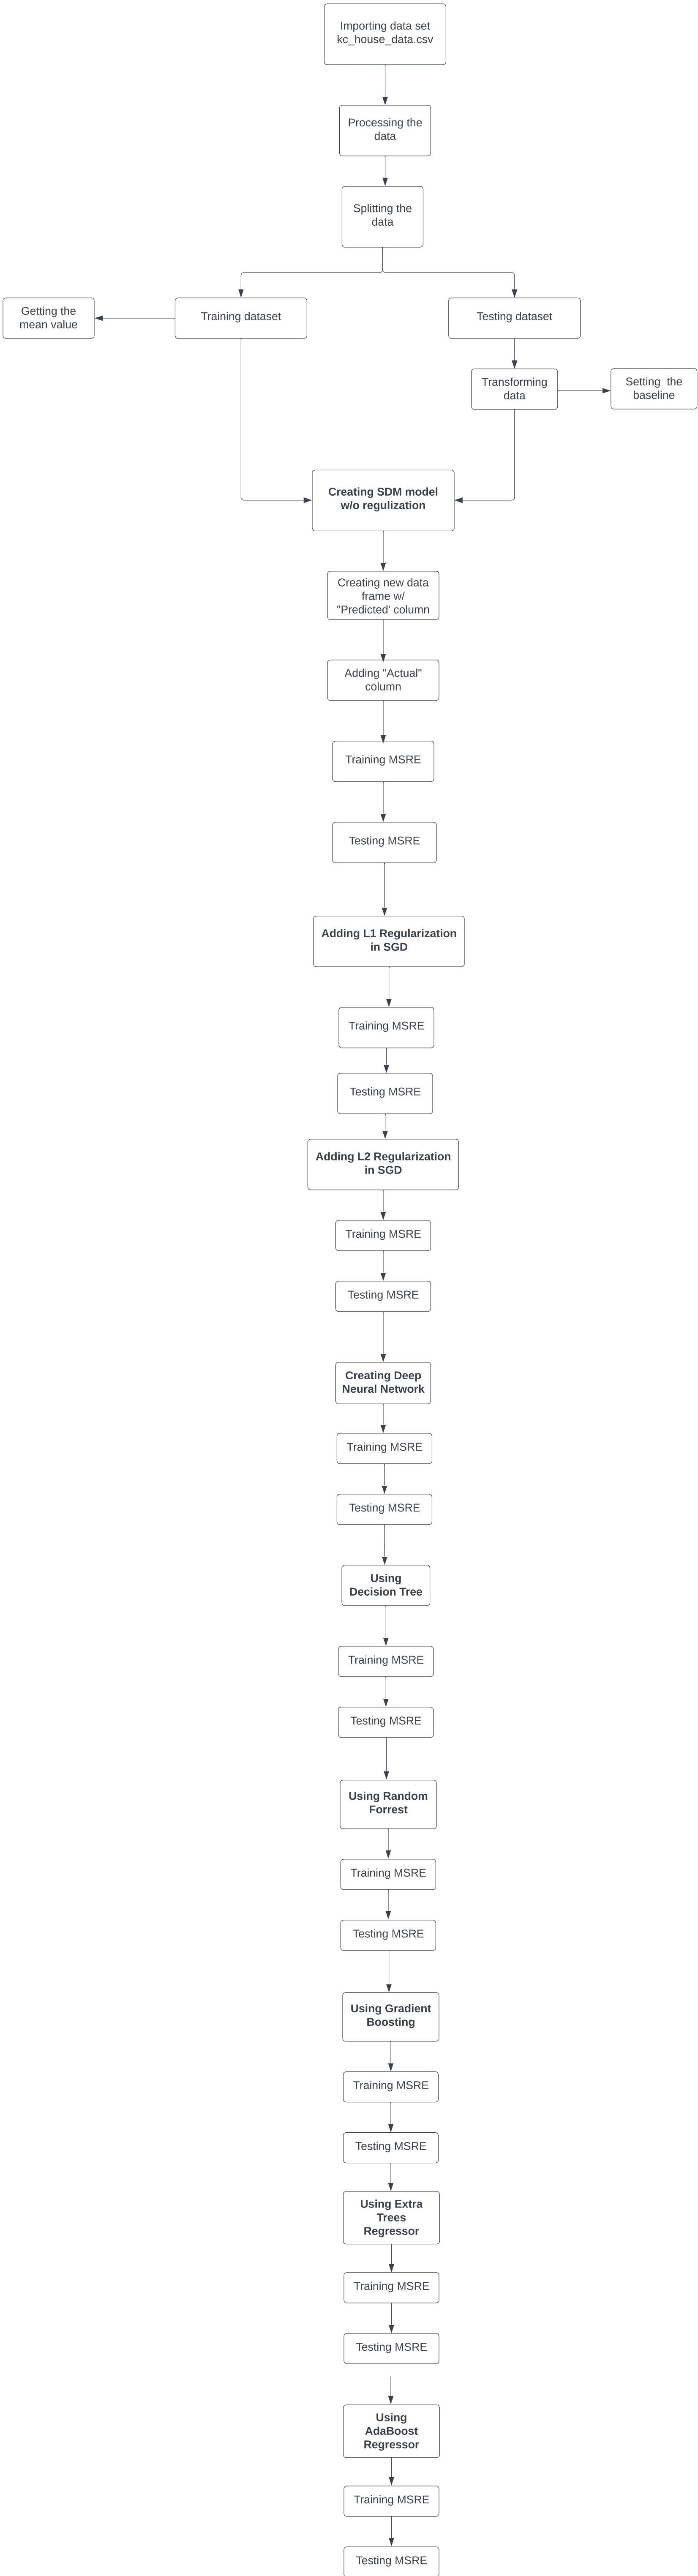 Importing data set
kc_house_data.csv
Processing the
data
Splitting the
data
Getting the
mean value
Training dataset
Testing dataset
Transforming
data
Setting the
baseline
Creating SDM model
w/o regulization
Creating new data
frame w/
"Predicted' column
Adding "Actual"
column
Training MSRE
Testing MSRE
Adding L1 Regularization
in SGD
Training MSRE
Testing MSRE
Adding L2 Regularization
in SGD
Training MSRE
Testing MSRE
Creating Deep
Neural Network
Training MSRE
Testing MSRE
Using
Decision Tree
Training MSRE
Testing MSRE
Using Random
Forrest
Training MSRE
Testing MSRE
Using Gradient
Boosting
Training MSRE
Testing MSRE
Using Extra
Trees
Regressor
Training MSRE
Testing MSRE
Using
AdaBoost
Regressor
Training MSRE
Testing MSRE